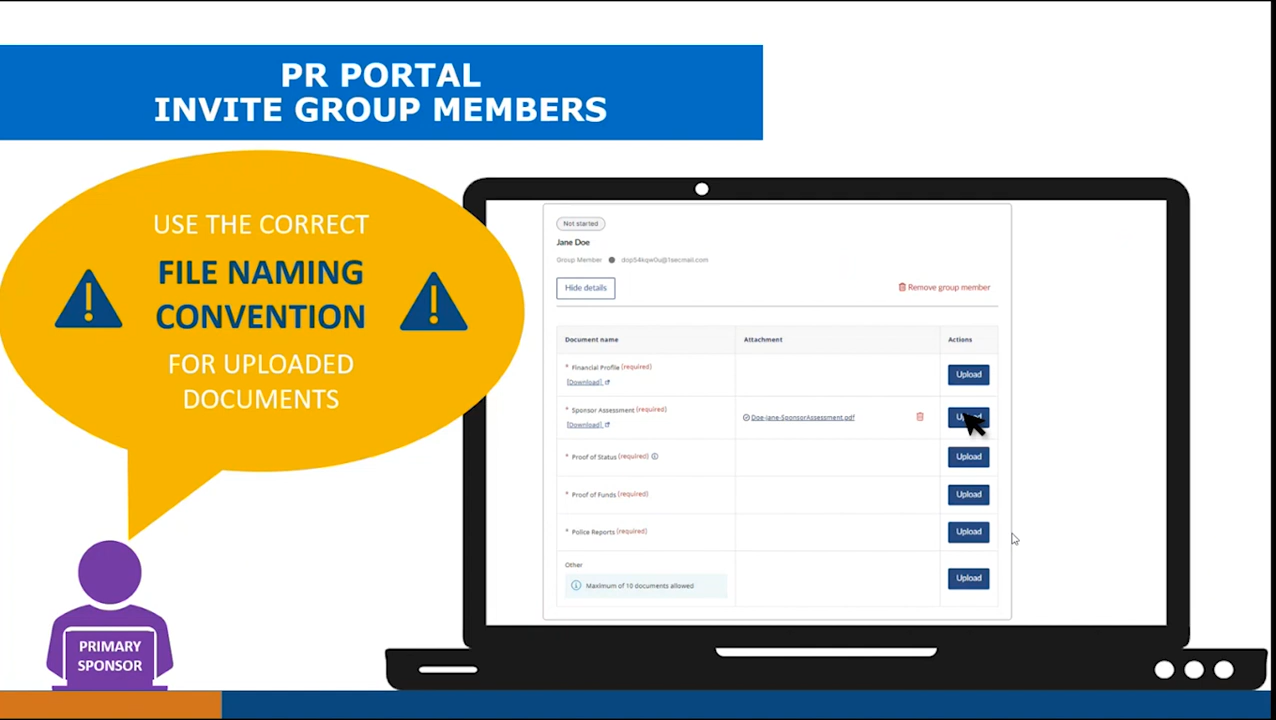 PR PORTAL
INVITE GROUP MEMBERS
USE THE CORRECT
FILE NAMING
CONVENTION
FOR UPLOADED
DOCUMENTS
PRIMARY
SPONSOR
Not started
Jane Doe
Group Member
Hide details
Remove group member
Document name Attachment Actions
* Financial Profile (required) Upload
[Download]
* Sponsor Assessment (required) Doe-Jane-SponsorAssessment.pdf
[Download]
* Proof of Status (required) Upload
* Proof of Funds (required) Upload
* Police Reports (required) Upload
Other
Maximum of 10 documents allowed Upload